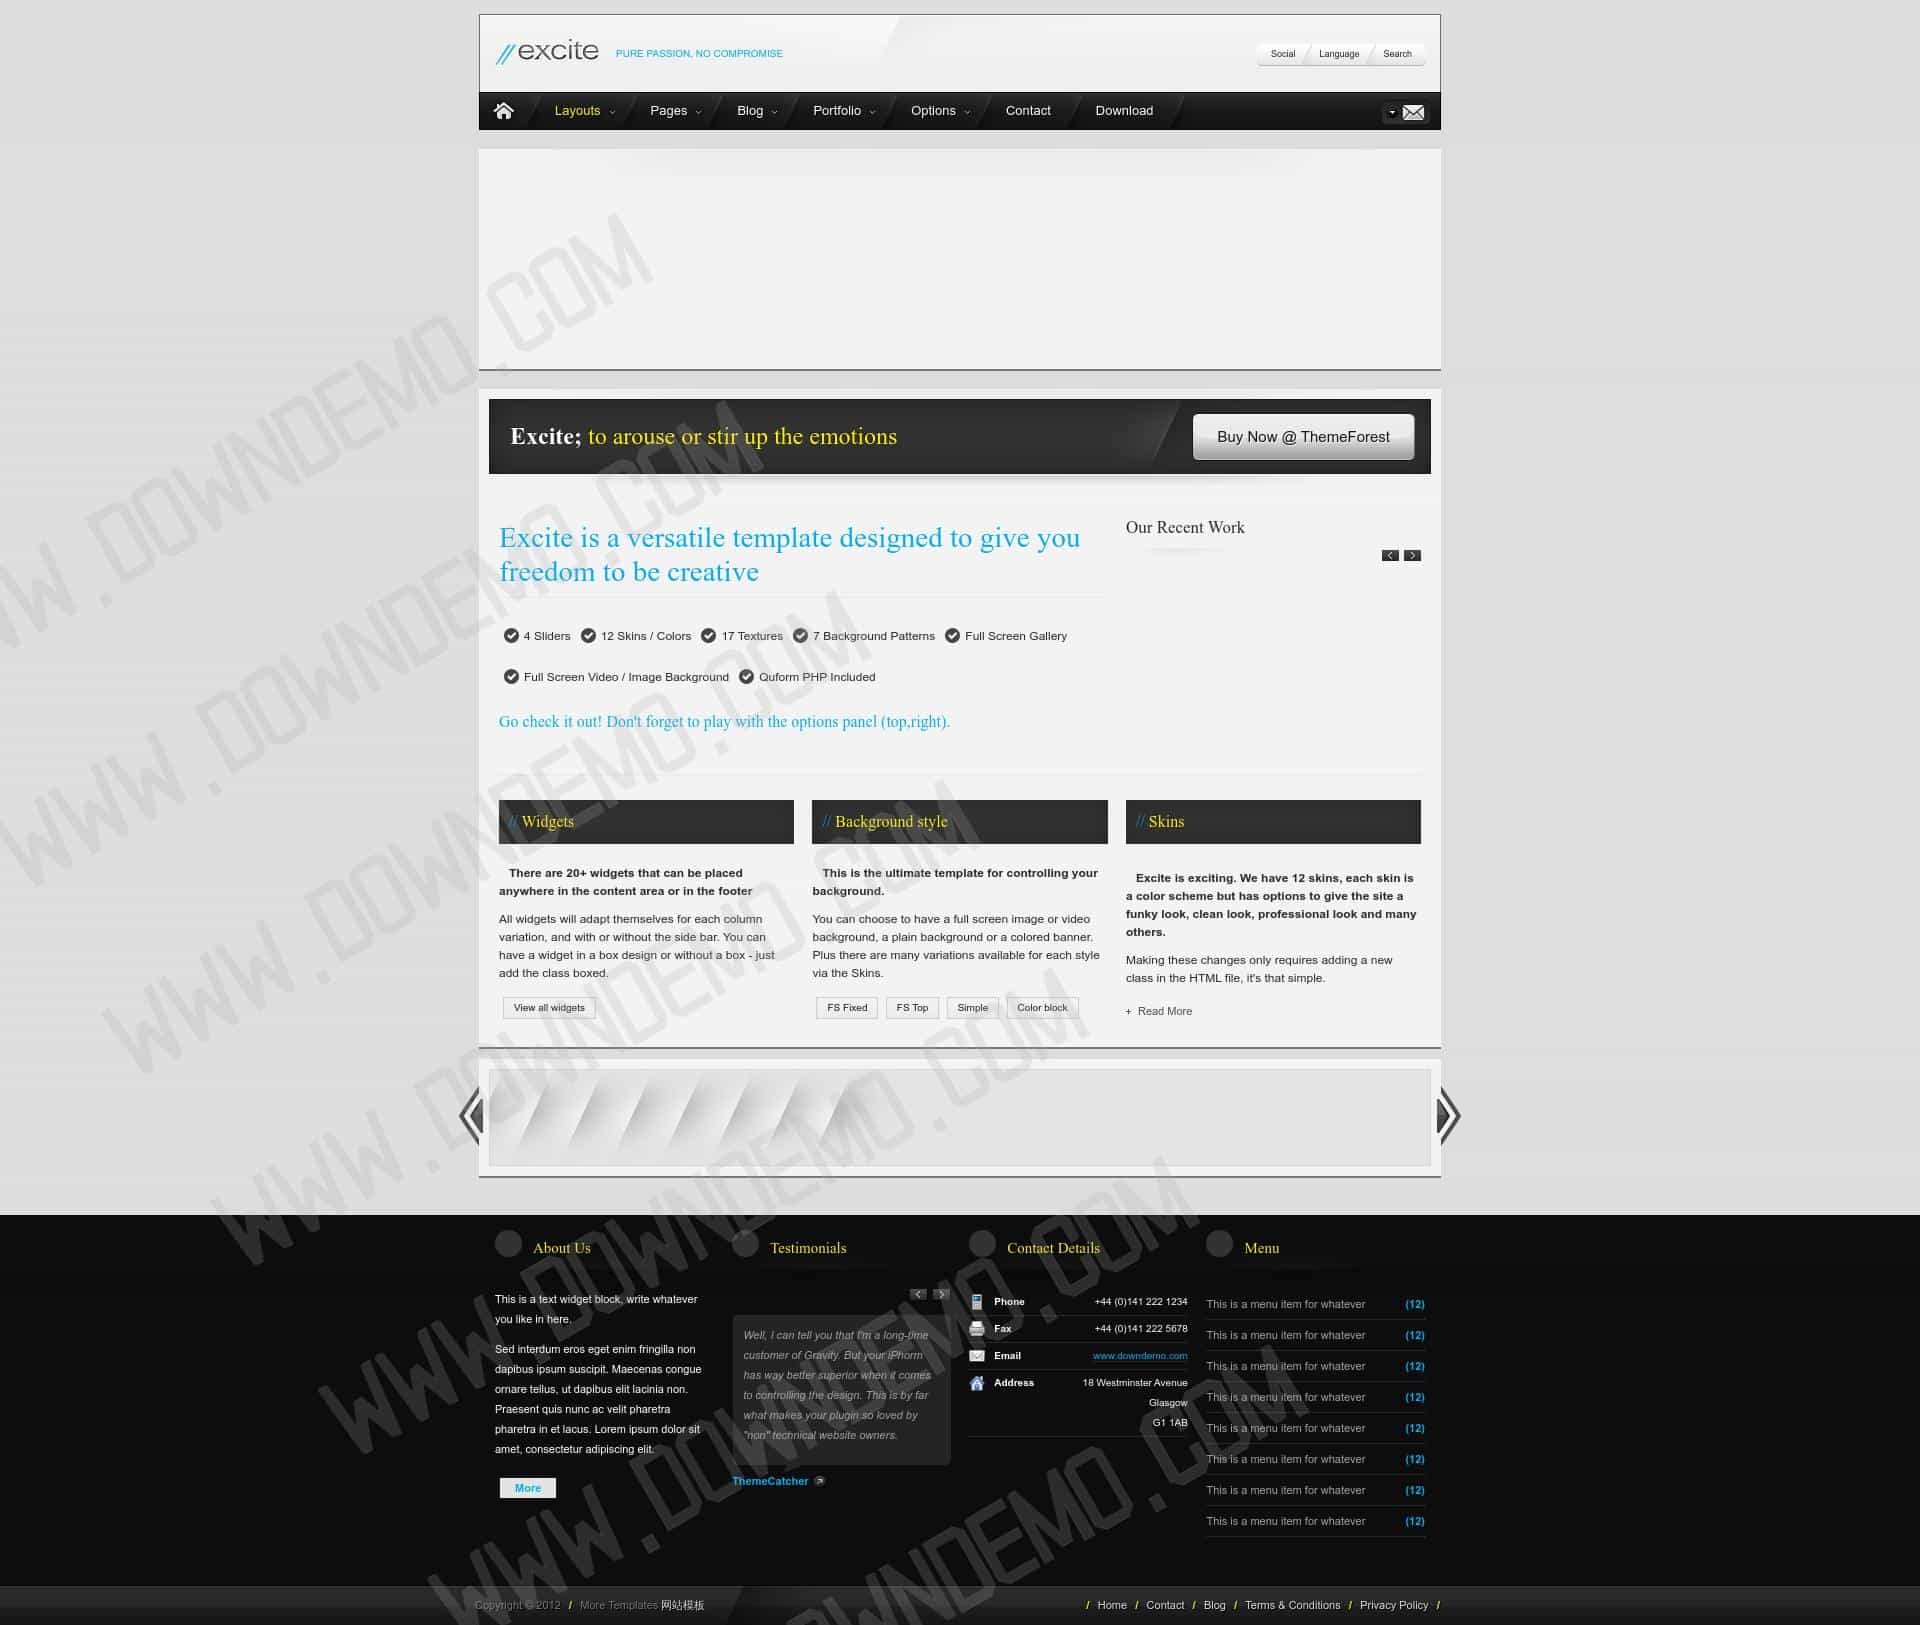 //excite
PURE PASSION, NO COMPROMISE
Social Language Search
Layouts Pages Blog Portfolio Options Contact Download
Excite; to arouse or stir up the emotions
Buy Now @ ThemeForest
Excite is a versatile template designed to give you
freedom to be creative
4 Sliders 12 Skins / Colors 17 Textures 7 Background Patterns Full Screen Gallery
Full Screen Video / Image Background Quform PHP Included
Go check it out! Don't forget to play with the options panel (top,right).
Our Recent Work
// Widgets
There are 20+ widgets that can be placed
anywhere in the content area or in the footer
All widgets will adapt themselves for each column
variation, and with or without the side bar. You can
have a widget in a box design or without a box - just
add the class boxed.
View all widgets
// Background style
This is the ultimate template for controlling your
background.
You can choose to have a full screen image or video
background, a plain background or a colored banner.
Plus there are many variations available for each style
via the Skins.
FS Fixed FS Top Simple Color block
// Skins
Excite is exciting. We have 12 skins, each skin is
a color scheme but has options to give the site a
funky look, clean look, professional look and many
others.
Making these changes only requires adding a new
class in the HTML file, it's that simple.
+ Read More
About Us
This is a text widget block, write whatever
you like in here.
Sed interdum eros eget enim fringilla non
dapibus ipsum suscipit. Maecenas congue
ornare tellus, ut dapibus elit lacinia non.
Praesent quis nunc ac velit pharetra
pharetra in et lacus. Lorem ipsum dolor sit
amet, consectetur adipiscing elit.
More
Testimonials
Well, I can tell you that I'm a long-time
customer of Gravity. But your iPhorm
has way better superior when it comes
to controlling the design. This is by far
what makes your plugin so loved by
"non" technical website owners.
ThemeCatcher
Contact Details
Phone +44 (0)141 222 1234
Fax +44 (0)141 222 5678
Email www.downdemo.com
Address 18 Westminster Avenue
Glasgow
G1 1AB
Menu
This is a menu item for whatever (12)
This is a menu item for whatever (12)
This is a menu item for whatever (12)
This is a menu item for whatever (12)
This is a menu item for whatever (12)
This is a menu item for whatever (12)
This is a menu item for whatever (12)
This is a menu item for whatever (12)
Copyright © 2012 / More Templates 网站模板
/ Home / Contact / Blog / Terms & Conditions / Privacy Policy /
WWW.DOWNDEMO.COM
WWW.DOWNDEMO.COM
WWW.DOWNDEMO.COM
WWW.DOWNDEMO.COM
WWW.DOWNDEMO.COM
WWW.DOWNDEMO.COM
WWW.DOWNDEMO.COM